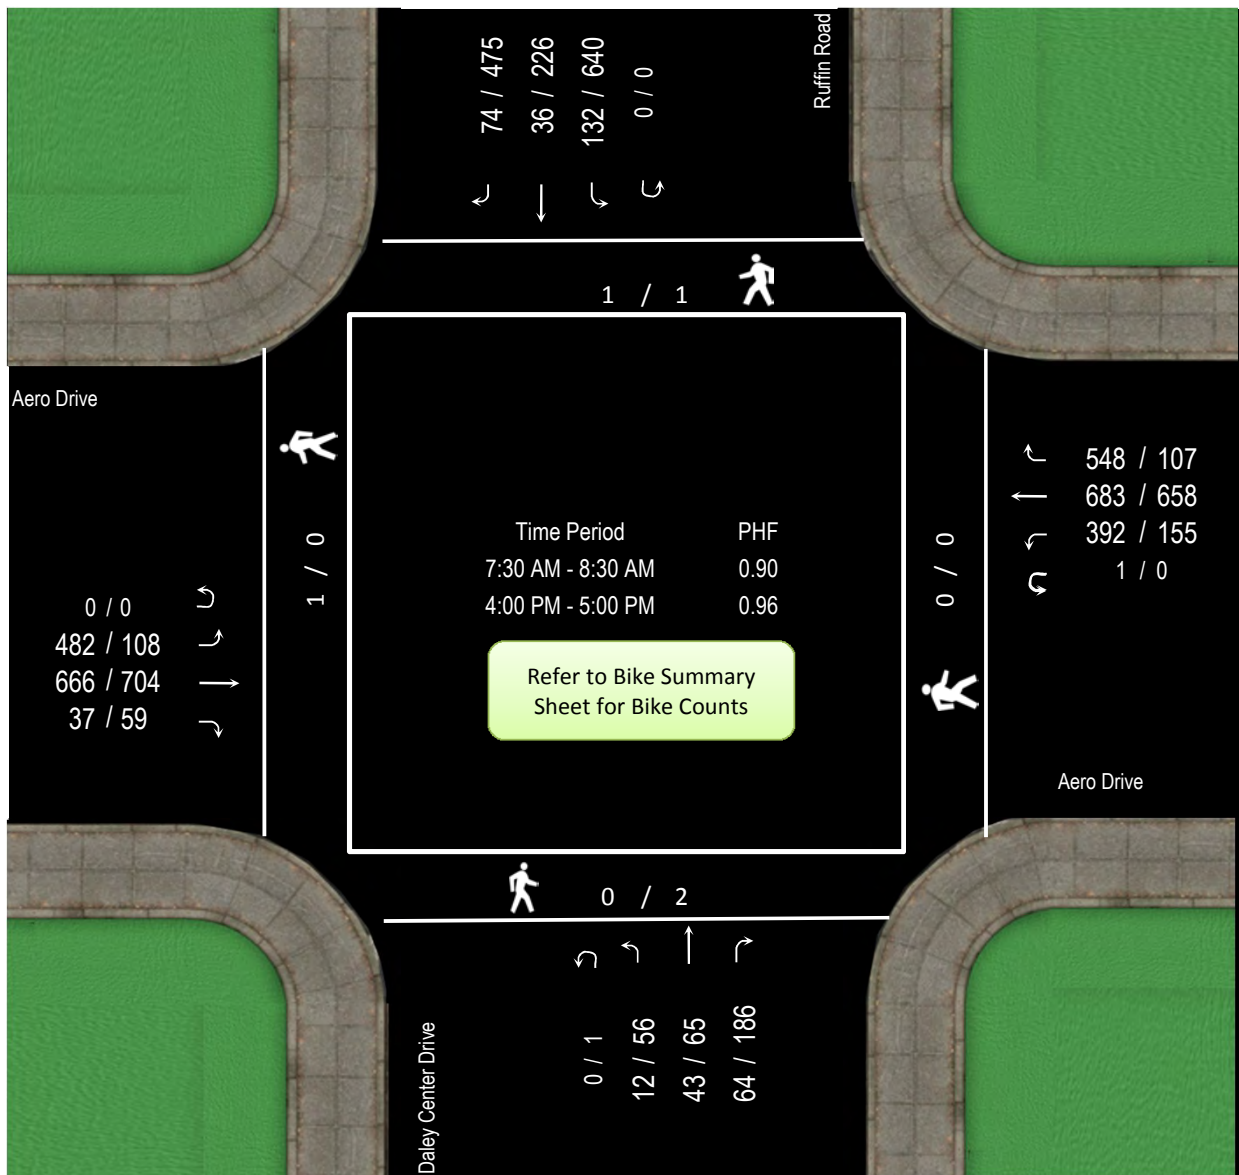 Ruffin Road
74 / 475
36 / 226
132 / 640
0 / 0
1 / 1
Aero Drive
1 / 0
0 / 0
482 / 108
666 / 704
37 / 59
Time Period PHF
7:30 AM - 8:30 AM 0.90
4:00 PM - 5:00 PM 0.96
Refer to Bike Summary
Sheet for Bike Counts
0 / 0
548 / 107
683 / 658
392 / 155
1 / 0
Aero Drive
0 / 2
Daley Center Drive
0 / 1
12 / 56
43 / 65
64 / 186